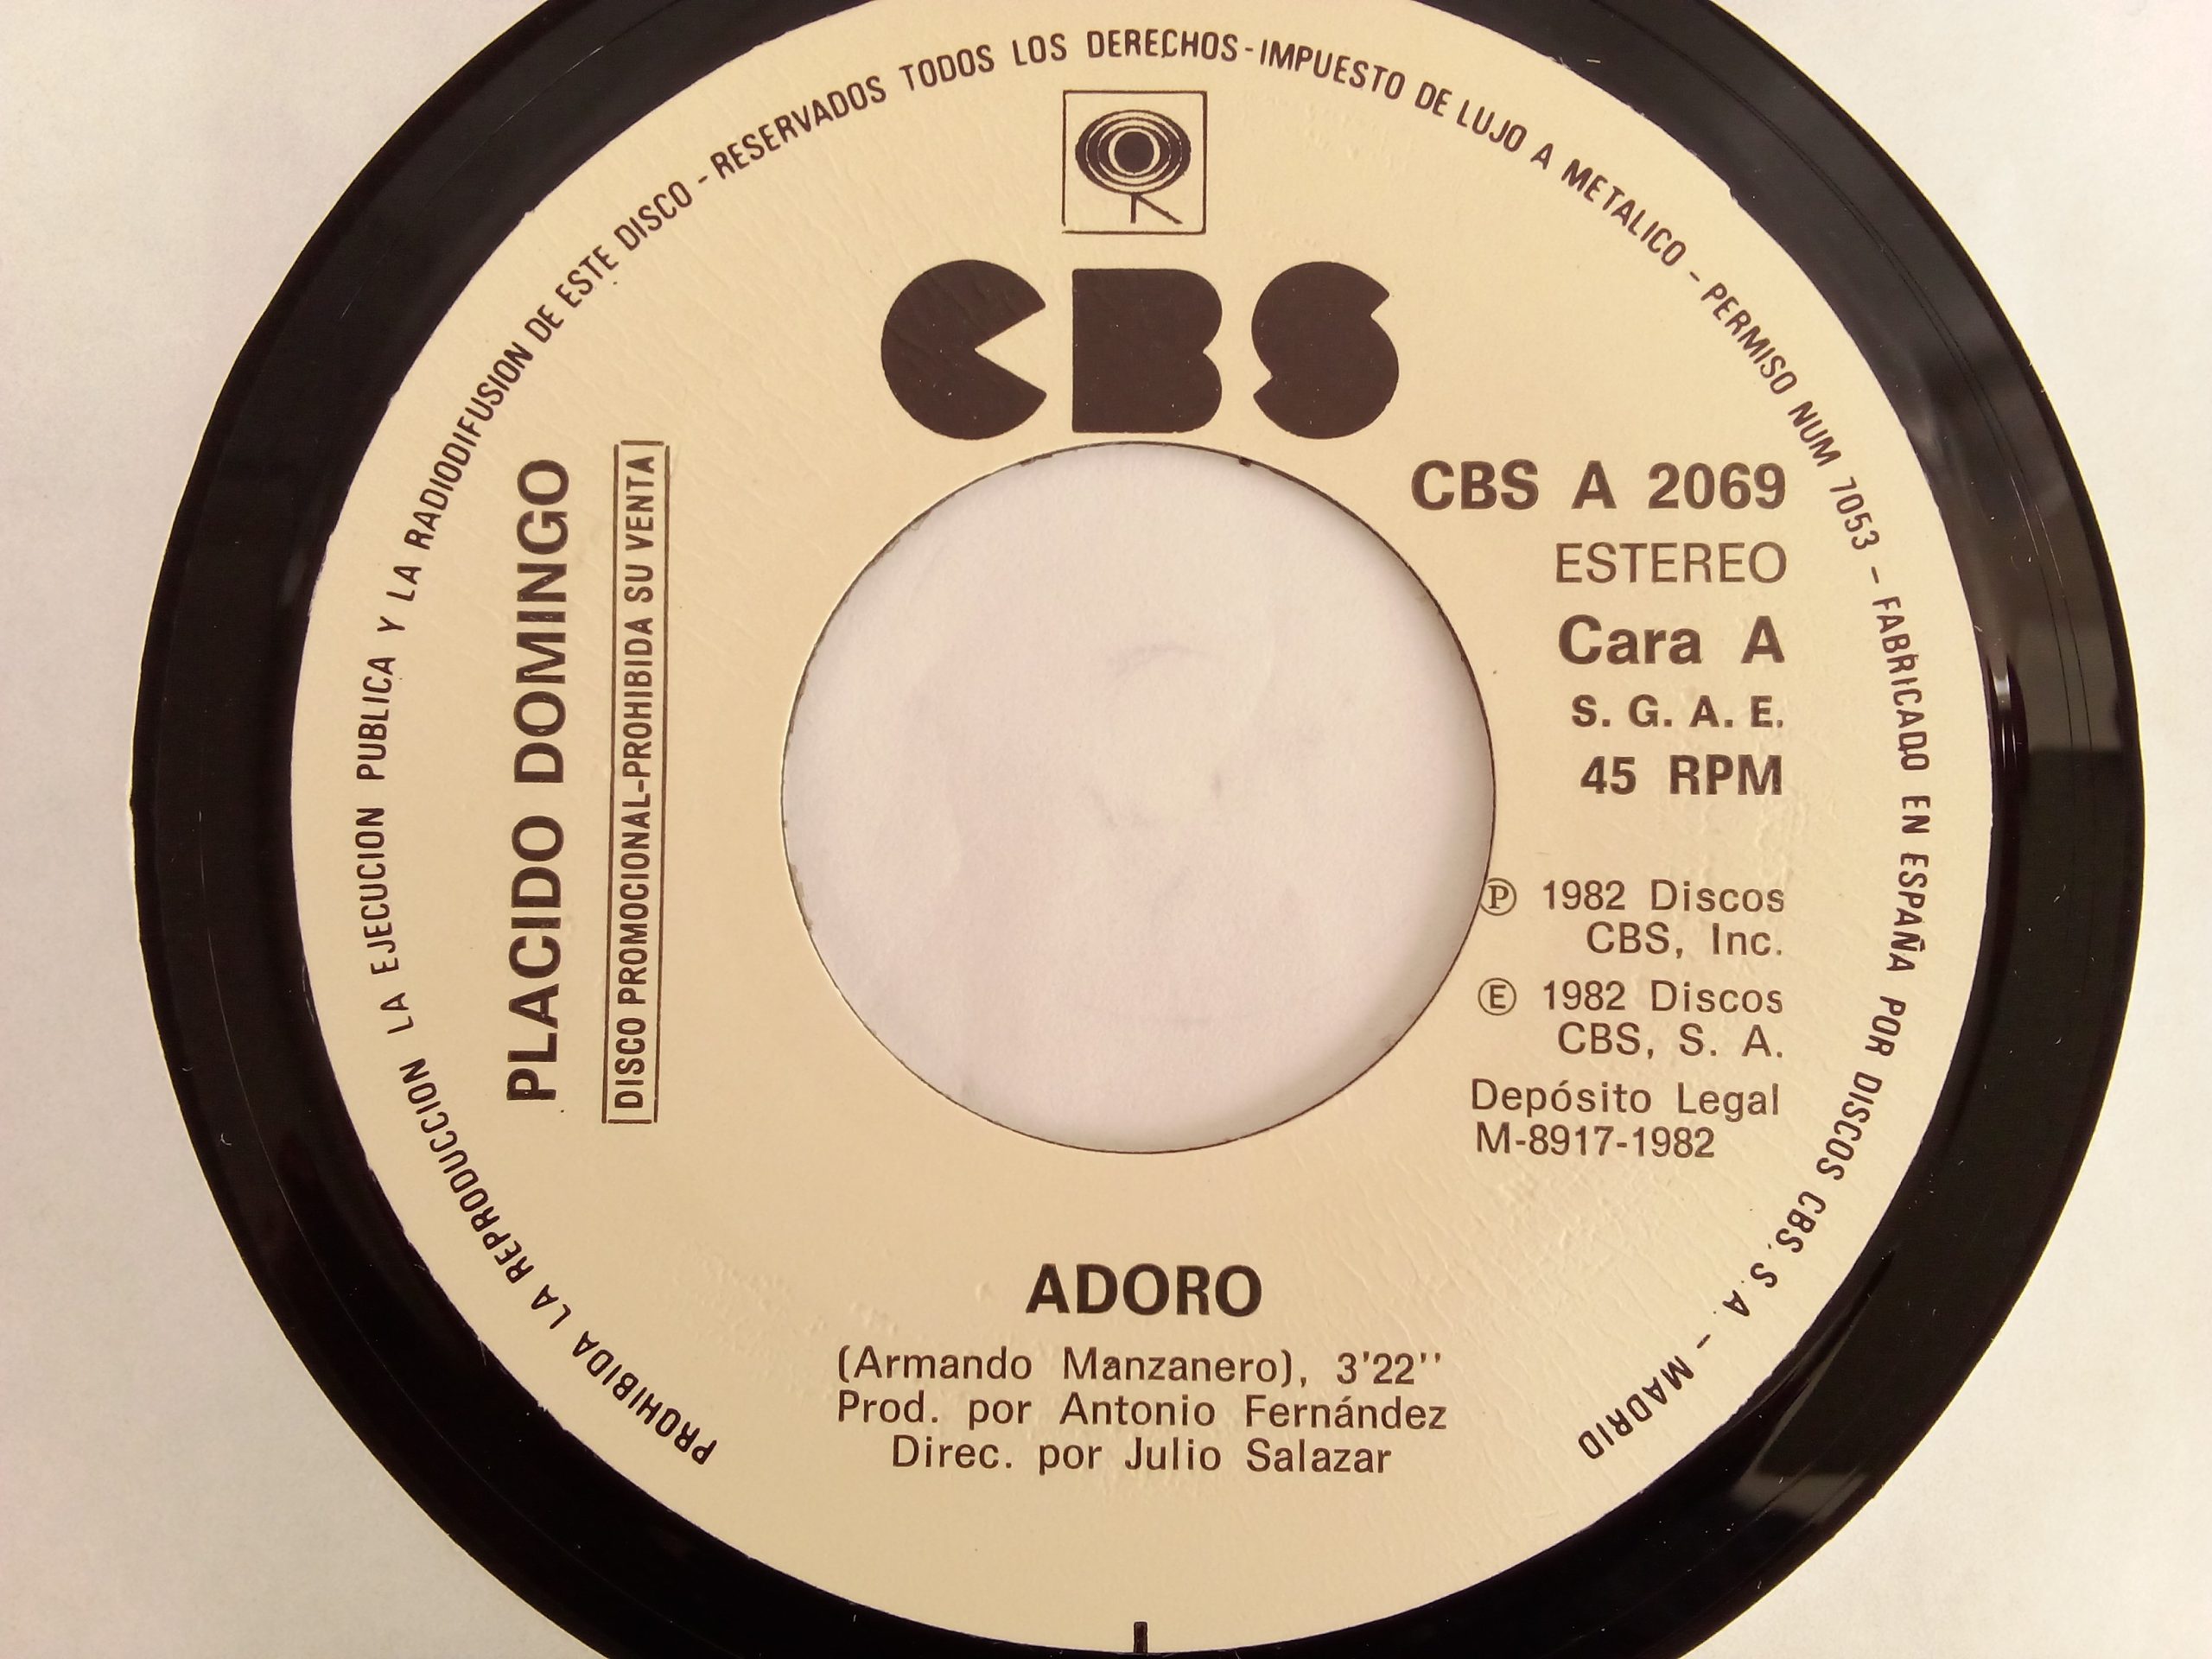 PROHIBIDA LA REPRODUCCION LA EJECUCION PUBLICA Y LA RADIODIFUSION DE ESTE DISCO - RESERVADOS TODOS LOS DERECHOS - IMPUESTO DE LUJO A METALICO - PERMISO NUM 7053 - FABRICADO EN ESPAÑA POR DISCOS CBS, S. A. - MADRID
CBS
PLACIDO DOMINGO
DISCO PROMOCIONAL-PROHIBIDA SU VENTA
CBS A 2069
ESTEREO
Cara A
S. G. A. E.
45 RPM
Ⓟ 1982 Discos
CBS, Inc.
Ⓔ 1982 Discos
CBS, S. A.
Depósito Legal
M-8917-1982
ADORO
(Armando Manzanero), 3'22''
Prod. por Antonio Fernández
Direc. por Julio Salazar